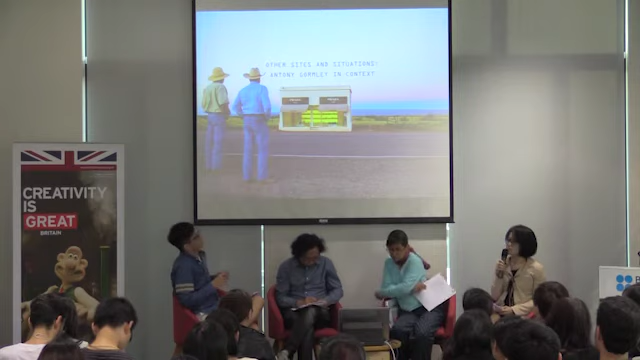 OTHER SITES AND SITUATIONS:
ANTONY GORMLEY IN CONTEXT
CREATIVITY
IS
GREAT
BRITAIN